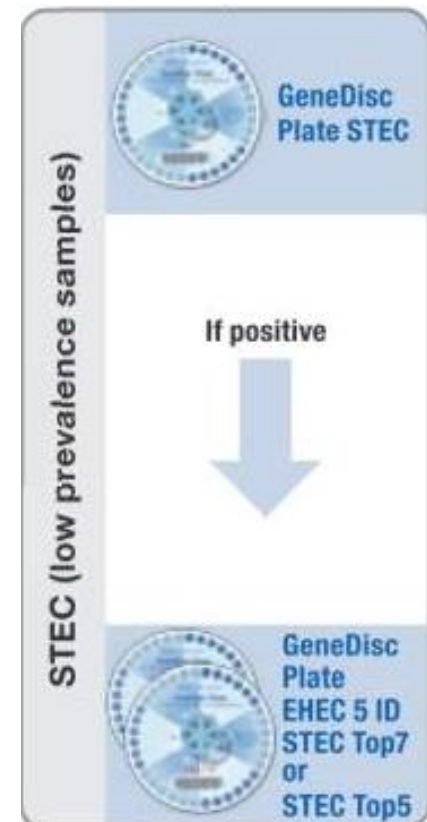 STEC (low prevalence samples)
GeneDisc
Plate STEC
If positive
GeneDisc
Plate
EHEC 5 ID
STEC Top7
or
STEC Top5